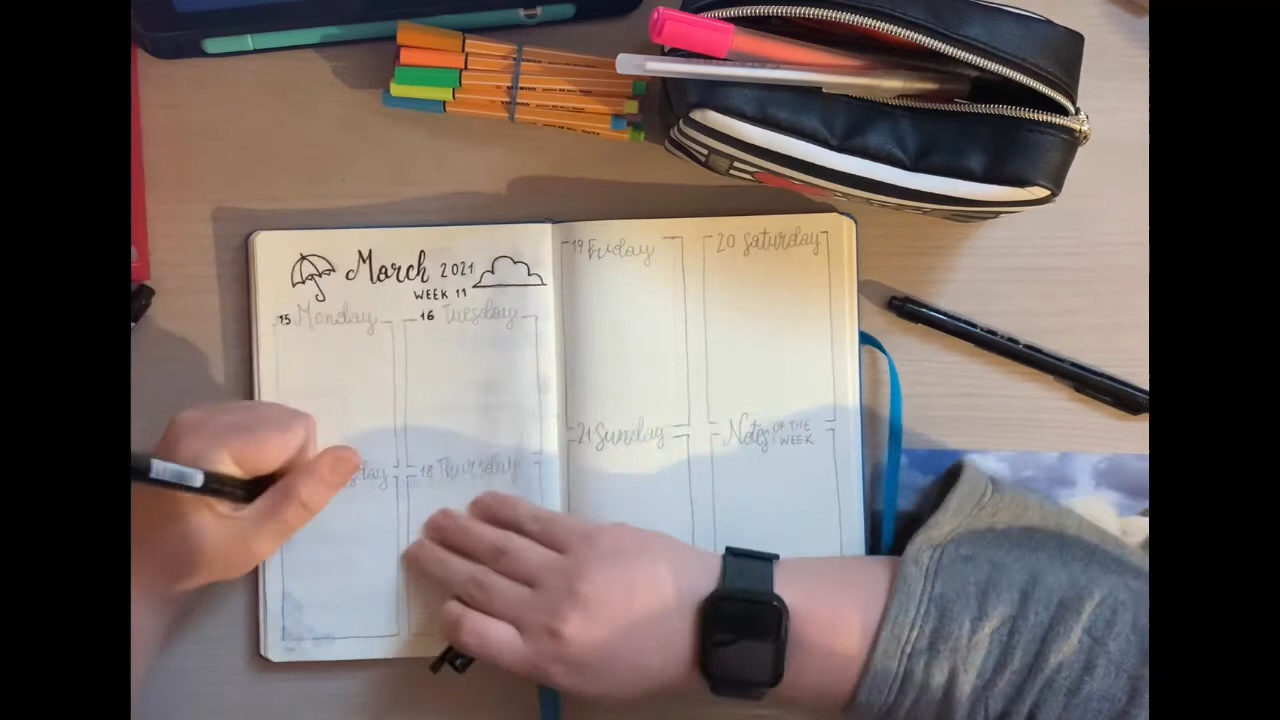 March 2021
WEEK 11
15 Monday
16 Tuesday
18 Thursday
19 Friday
20 Saturday
21 Sunday
Notes OF THE
WEEK